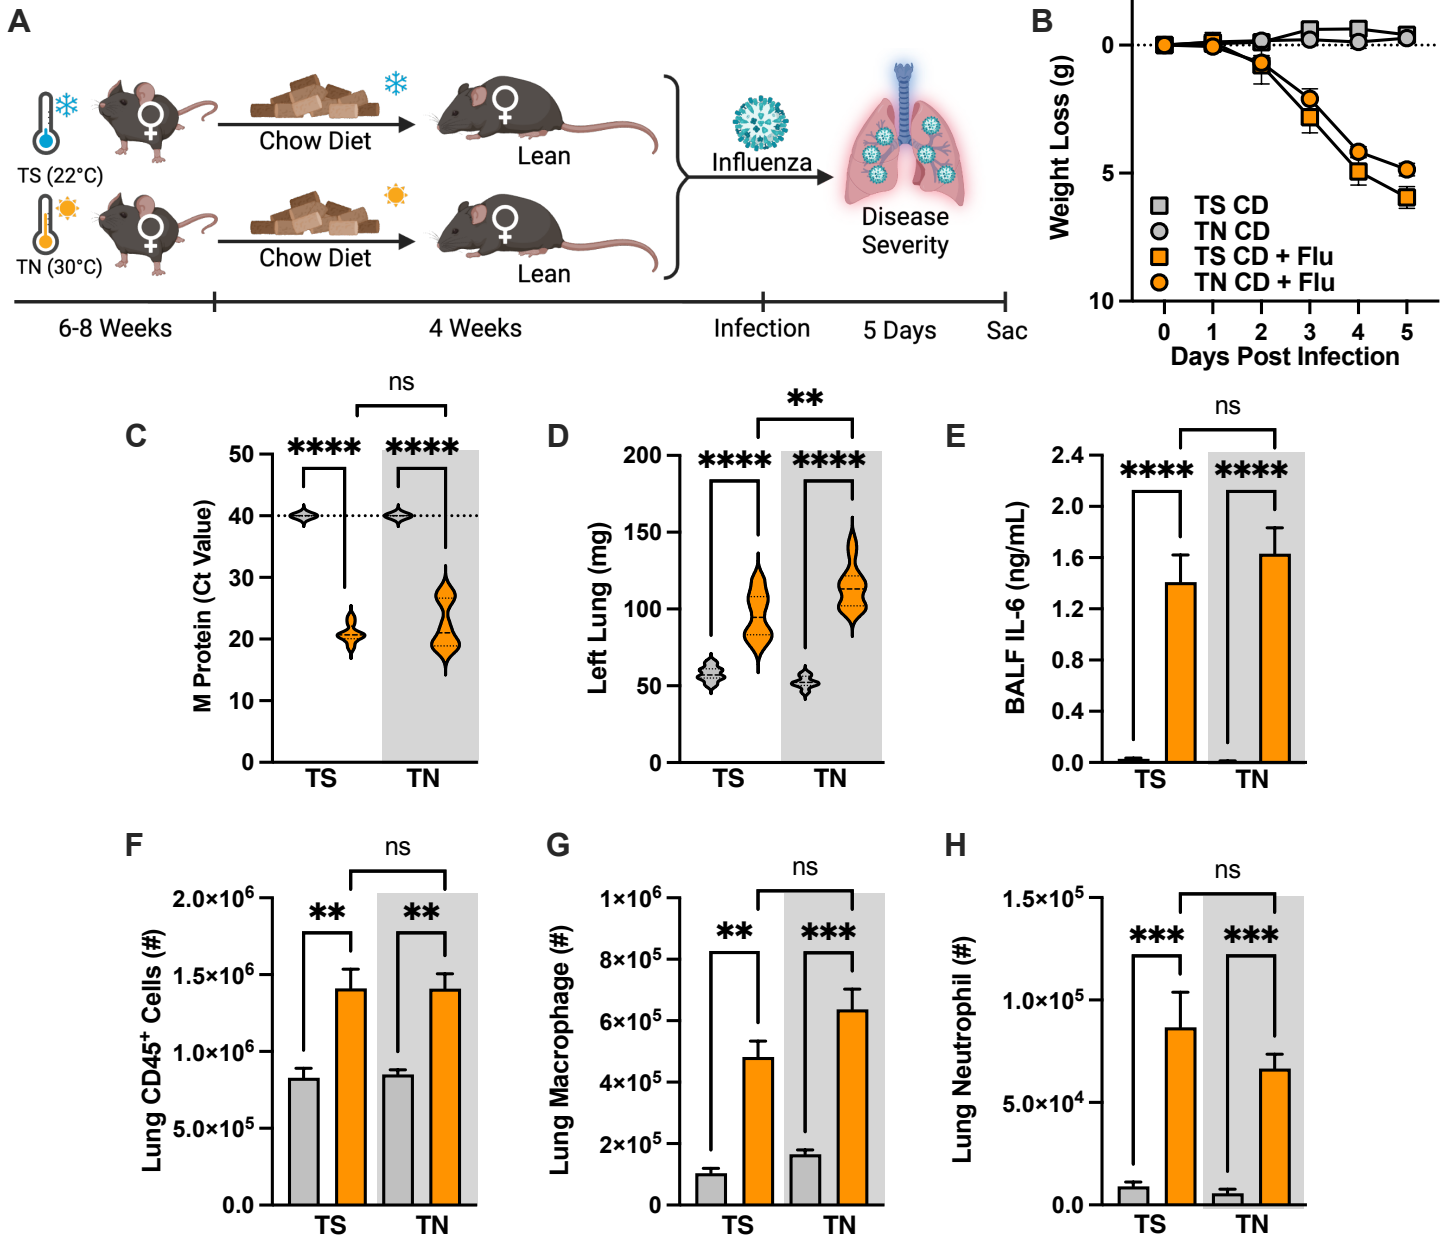 A
TS (22°C)
Chow Diet
Lean
TN (30°C)
Chow Diet
Lean
Influenza
Disease
Severity
6-8 Weeks
4 Weeks
Infection
5 Days
Sac
B
Weight Loss (g)
0
5
10
TS CD
TN CD
TS CD + Flu
TN CD + Flu
0 1 2 3 4 5
Days Post Infection
C
ns
**** ****
M Protein (Ct Value)
50
40
30
20
10
0
TS TN
D
**
**** ****
Left Lung (mg)
200
150
100
50
0
TS TN
E
ns
**** ****
BALF IL-6 (ng/mL)
2.4
2.0
1.6
1.2
0.8
0.4
0.0
TS TN
F
ns
** **
Lung CD45⁺ Cells (#)
2.0×10⁶
1.5×10⁶
1.0×10⁶
5.0×10⁵
0.0
TS TN
G
ns
** ***
Lung Macrophage (#)
1×10⁶
8×10⁵
6×10⁵
4×10⁵
2×10⁵
0
TS TN
H
ns
*** ***
Lung Neutrophil (#)
1.5×10⁵
1.0×10⁵
5.0×10⁴
0.0
TS TN